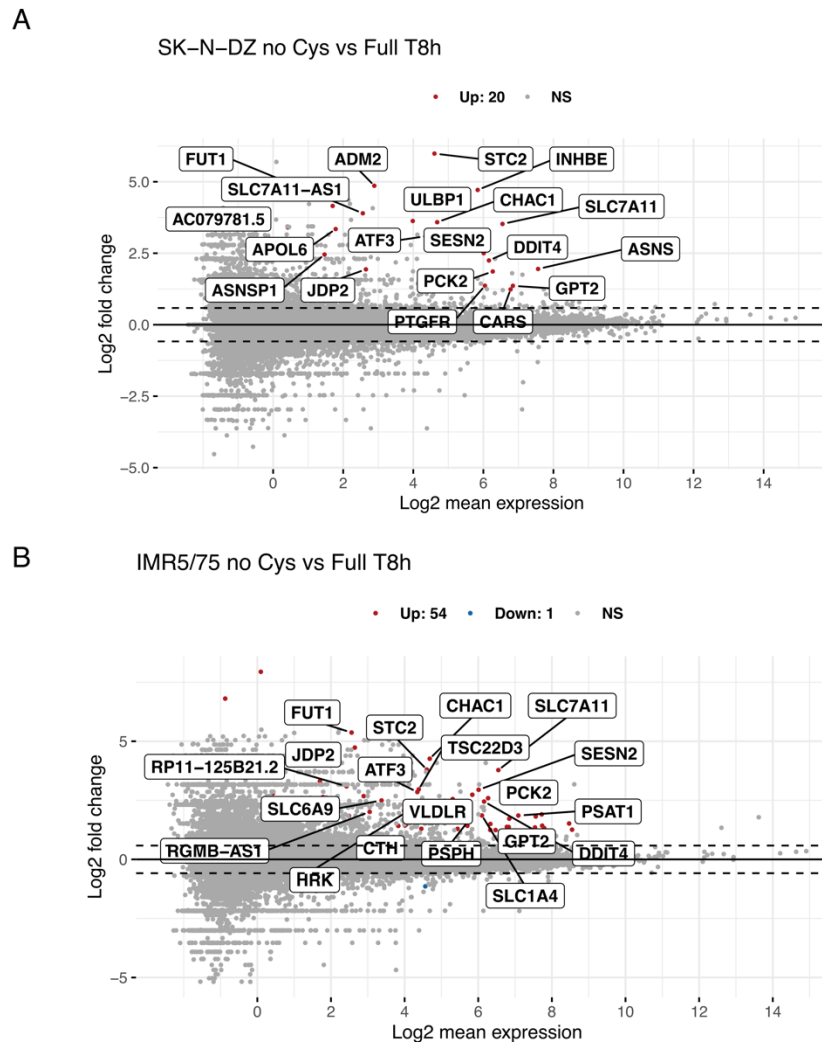 A
SK−N−DZ no Cys vs Full T8h
Up: 20 NS
FUT1 ADM2 STC2 INHBE
SLC7A11−AS1 ULBP1 CHAC1 SLC7A11
AC079781.5
APOL6 ATF3 SESN2 DDIT4 ASNS
ASNSP1 JDP2 PCK2 GPT2
PTGFR CARS
5.0
2.5
0.0
−2.5
−5.0
Log2 fold change
0 2 4 6 8 10 12 14
Log2 mean expression
B
IMR5/75 no Cys vs Full T8h
Up: 54 Down: 1 NS
FUT1 STC2 CHAC1 SLC7A11
JDP2 TSC22D3 SESN2
RP11−125B21.2 ATF3 PCK2
SLC6A9 VLDLR PSAT1
RGMB−AS1 CTH PSPH GPT2 DDIT4
HRK SLC1A4
5
0
−5
Log2 fold change
0 2 4 6 8 10 12 14
Log2 mean expression